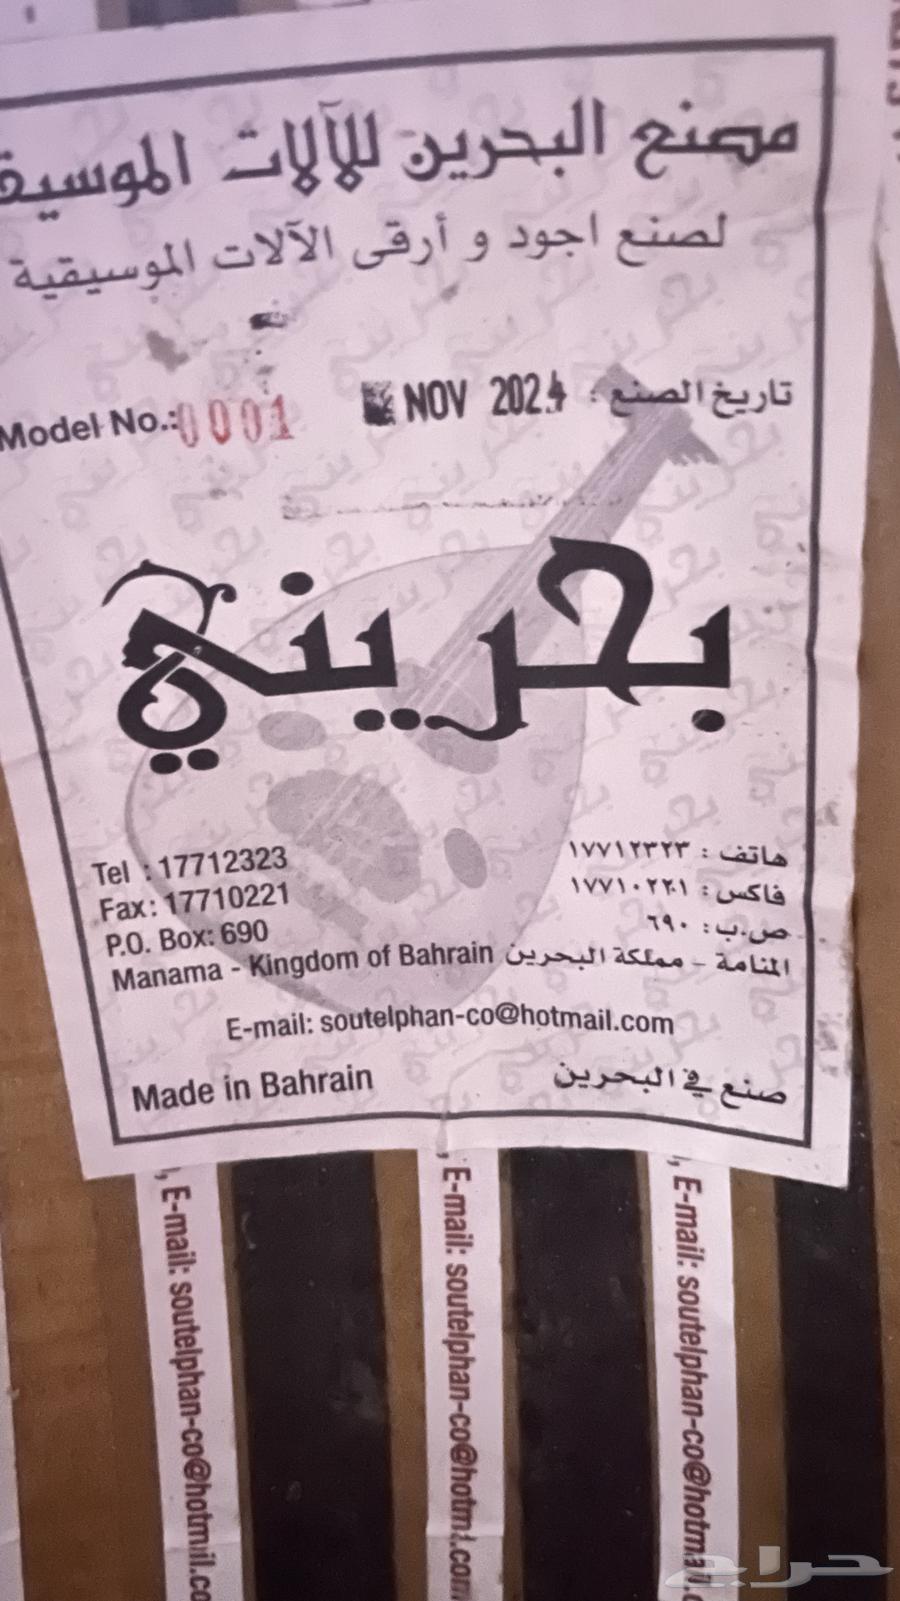 مصنع البحرين للآلات
لصنع اجود و أرقى الآلات الموسيقية
تاريخ الصنع : NOV 2024
Model No.:0001
بحريني
هاتف : ١٧٧١٢٣٢٣
Tel : 17712323
فاكس : ١٧٧١٠٢٢١
Fax: 17710221
ص.ب : ٦٩٠
P.O. Box: 690
المنامة - مملكة البحرين
Manama - Kingdom of Bahrain
E-mail: soutelphan-co@hotmail.com
صنع في البحرين
Made in Bahrain
, E-mail: soutelphan-co@hotmail.co
, E-mail: soutelphan-co@hotmail.com
, E-mail: soutelphan-co@hotmail.c
حراج